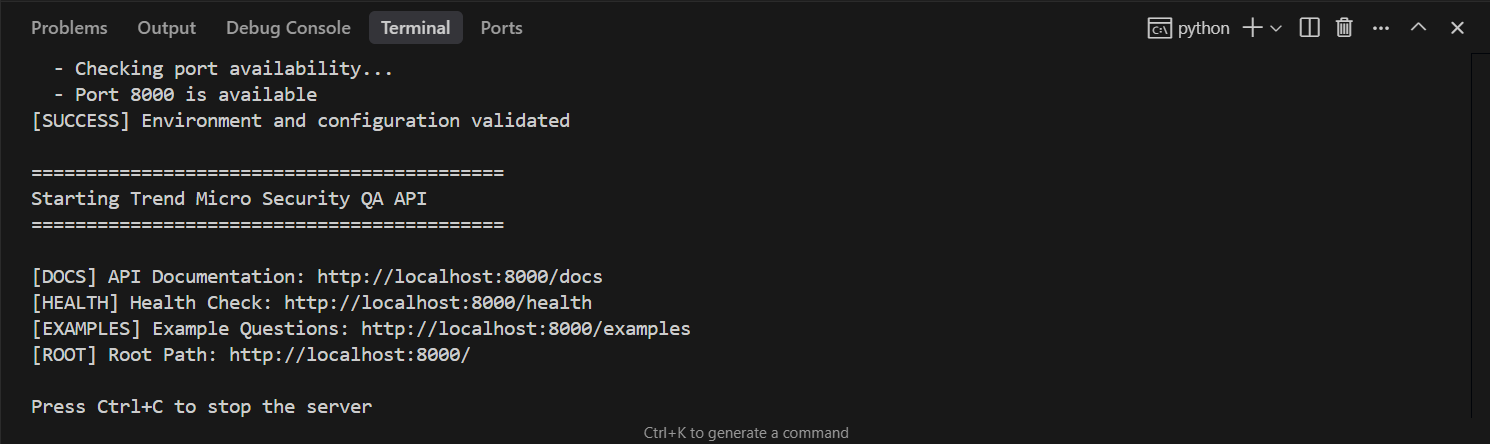 Problems Output Debug Console Terminal Ports python
- Checking port availability...
- Port 8000 is available
[SUCCESS] Environment and configuration validated
===========================================
Starting Trend Micro Security QA API
===========================================
[DOCS] API Documentation: http://localhost:8000/docs
[HEALTH] Health Check: http://localhost:8000/health
[EXAMPLES] Example Questions: http://localhost:8000/examples
[ROOT] Root Path: http://localhost:8000/
Press Ctrl+C to stop the server
Ctrl+K to generate a command